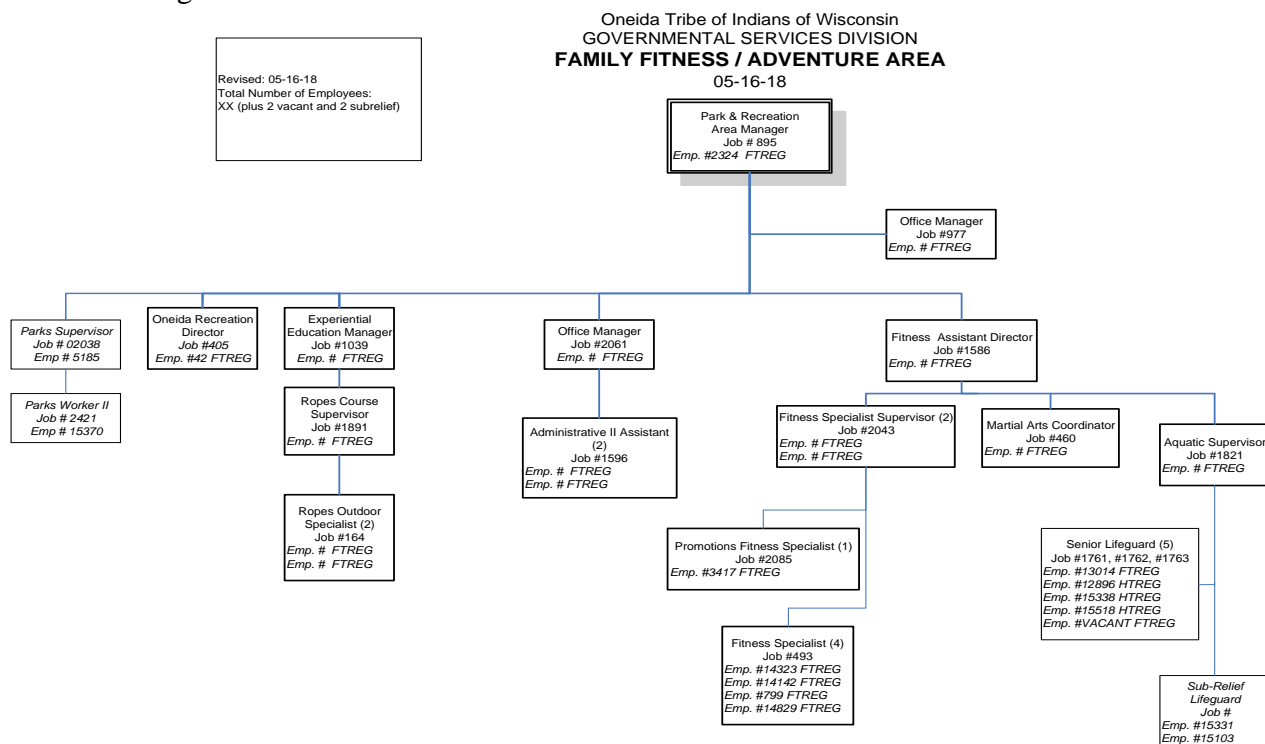 Oneida Tribe of Indians of Wisconsin
GOVERNMENTAL SERVICES DIVISION
FAMILY FITNESS / ADVENTURE AREA
05-16-18
Revised: 05-16-18
Total Number of Employees:
XX (plus 2 vacant and 2 subrelief)
Park & Recreation
Area Manager
Job # 895
Emp. #2324 FTREG
Office Manager
Job #977
Emp. # FTREG
Parks Supervisor
Job # 02038
Emp # 5185
Oneida Recreation
Director
Job #405
Emp. #42 FTREG
Experiential
Education Manager
Job #1039
Emp. # FTREG
Office Manager
Job #2061
Emp. # FTREG
Fitness Assistant Director
Job #1586
Emp. # FTREG
Parks Worker II
Job # 2421
Emp # 15370
Ropes Course
Supervisor
Job #1891
Emp. # FTREG
Administrative II Assistant
(2)
Job #1596
Emp. # FTREG
Emp. # FTREG
Fitness Specialist Supervisor (2)
Job #2043
Emp. # FTREG
Emp. # FTREG
Martial Arts Coordinator
Job #460
Emp. # FTREG
Aquatic Supervisor
Job #1821
Emp. # FTREG
Ropes Outdoor
Specialist (2)
Job #164
Emp. # FTREG
Emp. # FTREG
Promotions Fitness Specialist (1)
Job #2085
Emp. #3417 FTREG
Senior Lifeguard (5)
Job #1761, #1762, #1763
Emp. #13014 FTREG
Emp. #12896 HTREG
Emp. #15338 HTREG
Emp. #15518 HTREG
Emp. #VACANT FTREG
Fitness Specialist (4)
Job #493
Emp. #14323 FTREG
Emp. #14142 FTREG
Emp. #799 FTREG
Emp. #14829 FTREG
Sub-Relief
Lifeguard
Job #
Emp. #15331
Emp. #15103